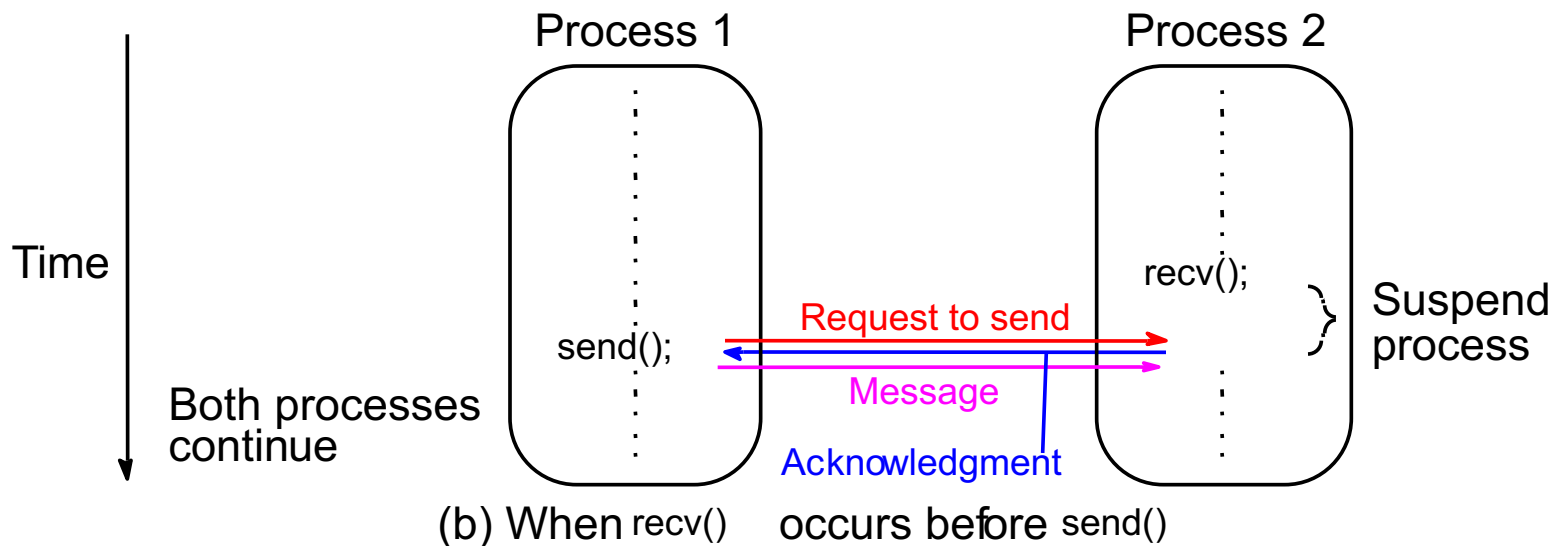 Process 1
Process 2
Time
recv();
Suspend
process
Request to send
send();
Message
Both processes
continue
Acknowledgment
(b) When recv() occurs before send()